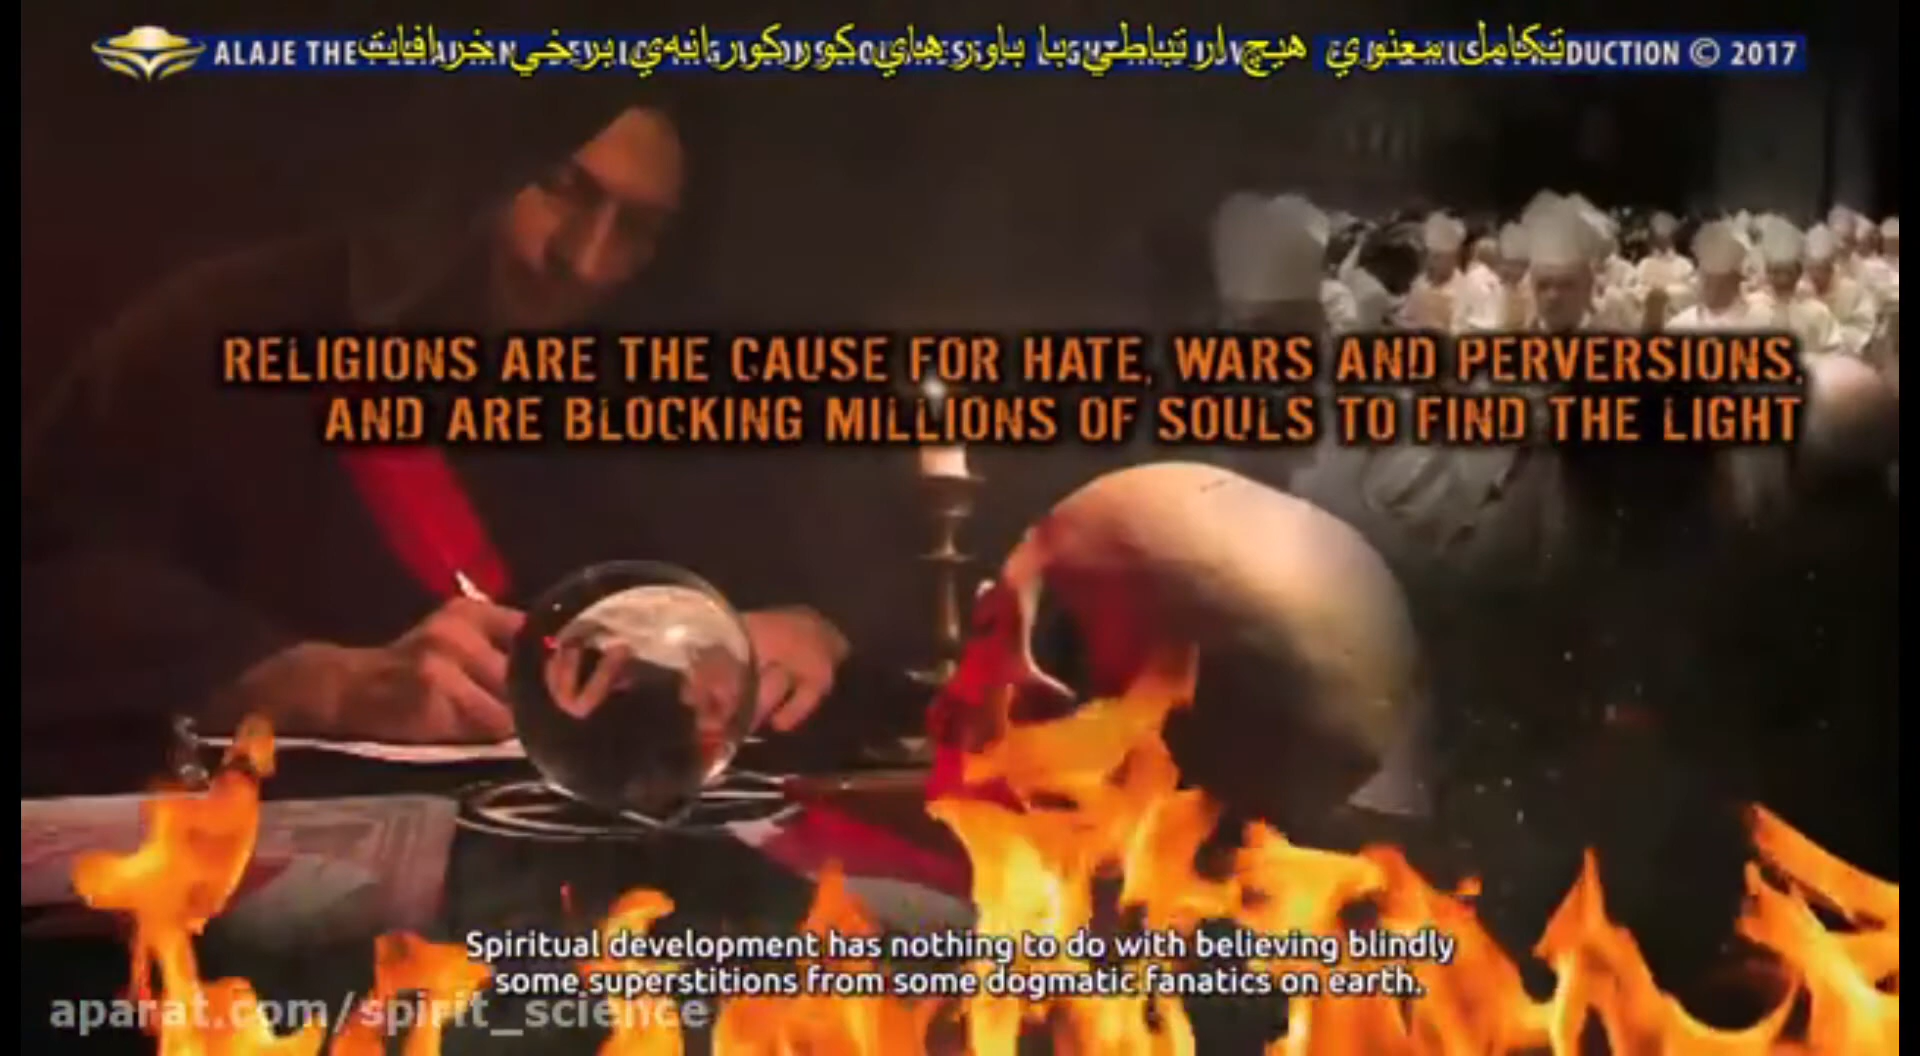 تكامل معنوي هيچ ارتباطي با باورهاي كوركورانه‌ي برخي خرافات
ALAJE THE DUCTION © 2017
RELIGIONS ARE THE CAUSE FOR HATE, WARS AND PERVERSIONS,
AND ARE BLOCKING MILLIONS OF SOULS TO FIND THE LIGHT
Spiritual development has nothing to do with believing blindly
some superstitions from some dogmatic fanatics on earth.
aparat.com/spirit_science